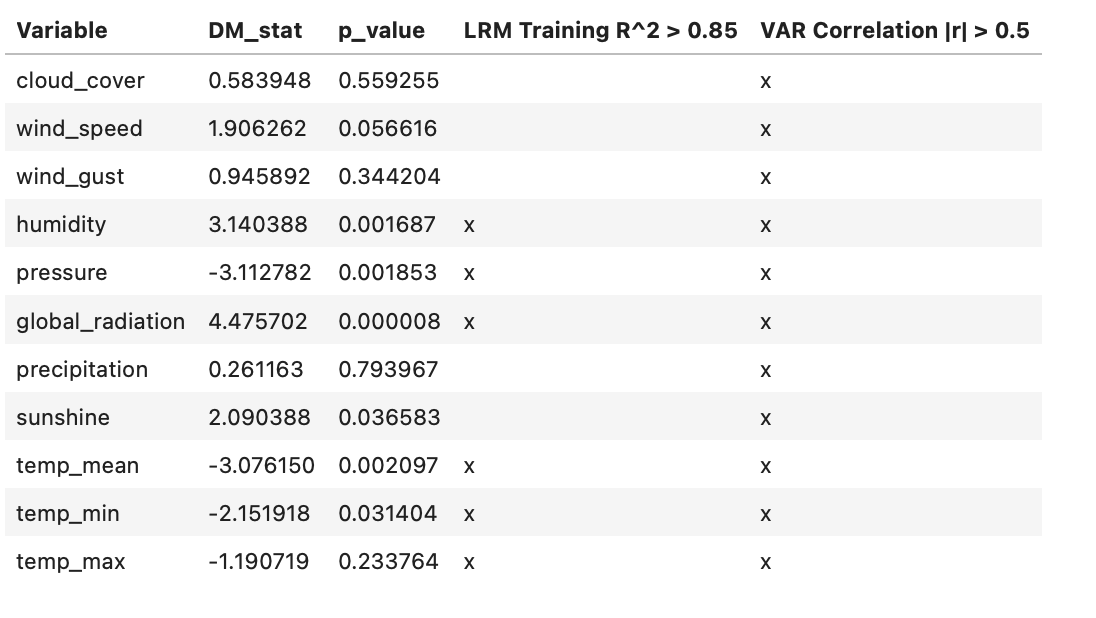 Variable DM_stat p_value LRM Training R^2 > 0.85 VAR Correlation |r| > 0.5
cloud_cover 0.583948 0.559255 x
wind_speed 1.906262 0.056616 x
wind_gust 0.945892 0.344204 x
humidity 3.140388 0.001687 x x
pressure -3.112782 0.001853 x x
global_radiation 4.475702 0.000008 x x
precipitation 0.261163 0.793967 x
sunshine 2.090388 0.036583 x
temp_mean -3.076150 0.002097 x x
temp_min -2.151918 0.031404 x x
temp_max -1.190719 0.233764 x x